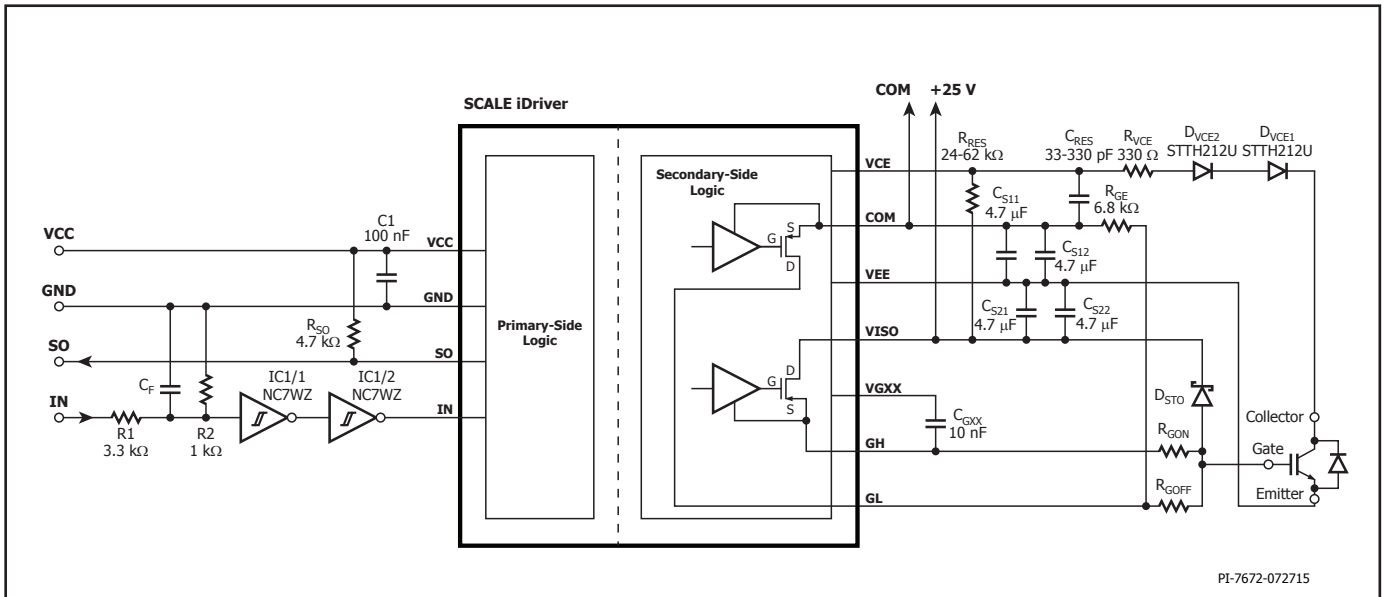 COM +25 V
SCALE iDriver
R_RES
24-62 kΩ
C_RES
33-330 pF
R_VCE
330 Ω
D_VCE2
STTH212U
D_VCE1
STTH212U
VCE
Secondary-Side
Logic
C_S11
4.7 μF
R_GE
6.8 kΩ
COM
S
G
D
C1
100 nF
VCC
VCC
C_S12
4.7 μF
VEE
GND
GND
C_S21
4.7 μF
C_S22
4.7 μF
Primary-Side
Logic
R_SO
4.7 kΩ
VISO
SO
SO
D
G
S
VGXX
D_STO
C_F
IC1/1
NC7WZ
IC1/2
NC7WZ
IN
IN
C_GXX
10 nF
Collector
R1
3.3 kΩ
R2
1 kΩ
GH
R_GON
Gate
R_GOFF
Emitter
GL
PI-7672-072715